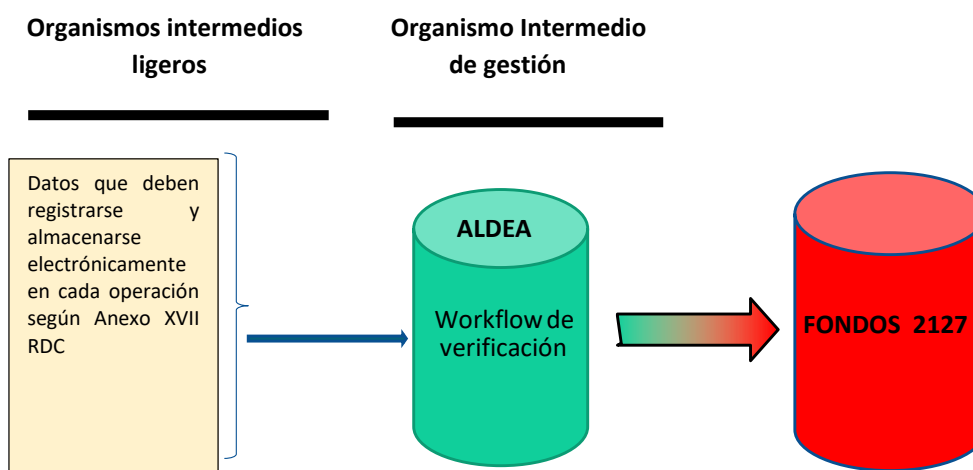 Organismos intermedios
ligeros
Organismo Intermedio
de gestión
Datos que deben
registrarse y
almacenarse
electrónicamente
en cada operación
según Anexo XVII
RDC
ALDEA
Workflow de
verificación
FONDOS 2127